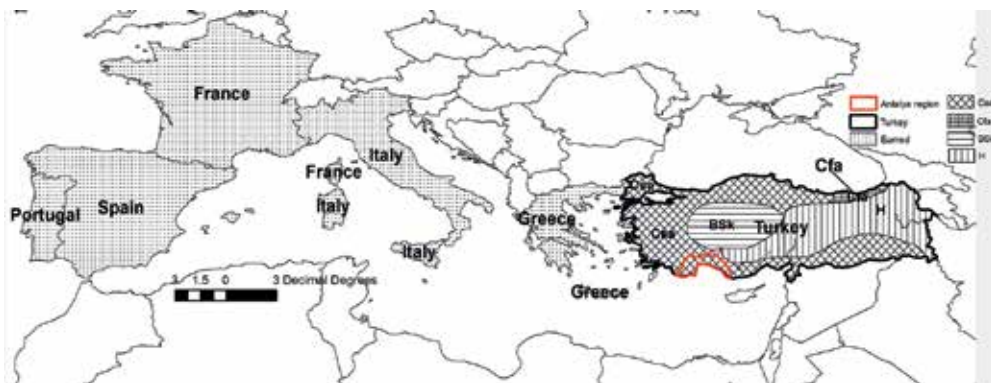 France
Italy
France
Italy
Portugal
Spain
Greece
Italy
Greece
3 1.5 0 3 Decimal Degrees
Antalya region
Turkey
Cfa
Csa
BSk
Turkey
H
H